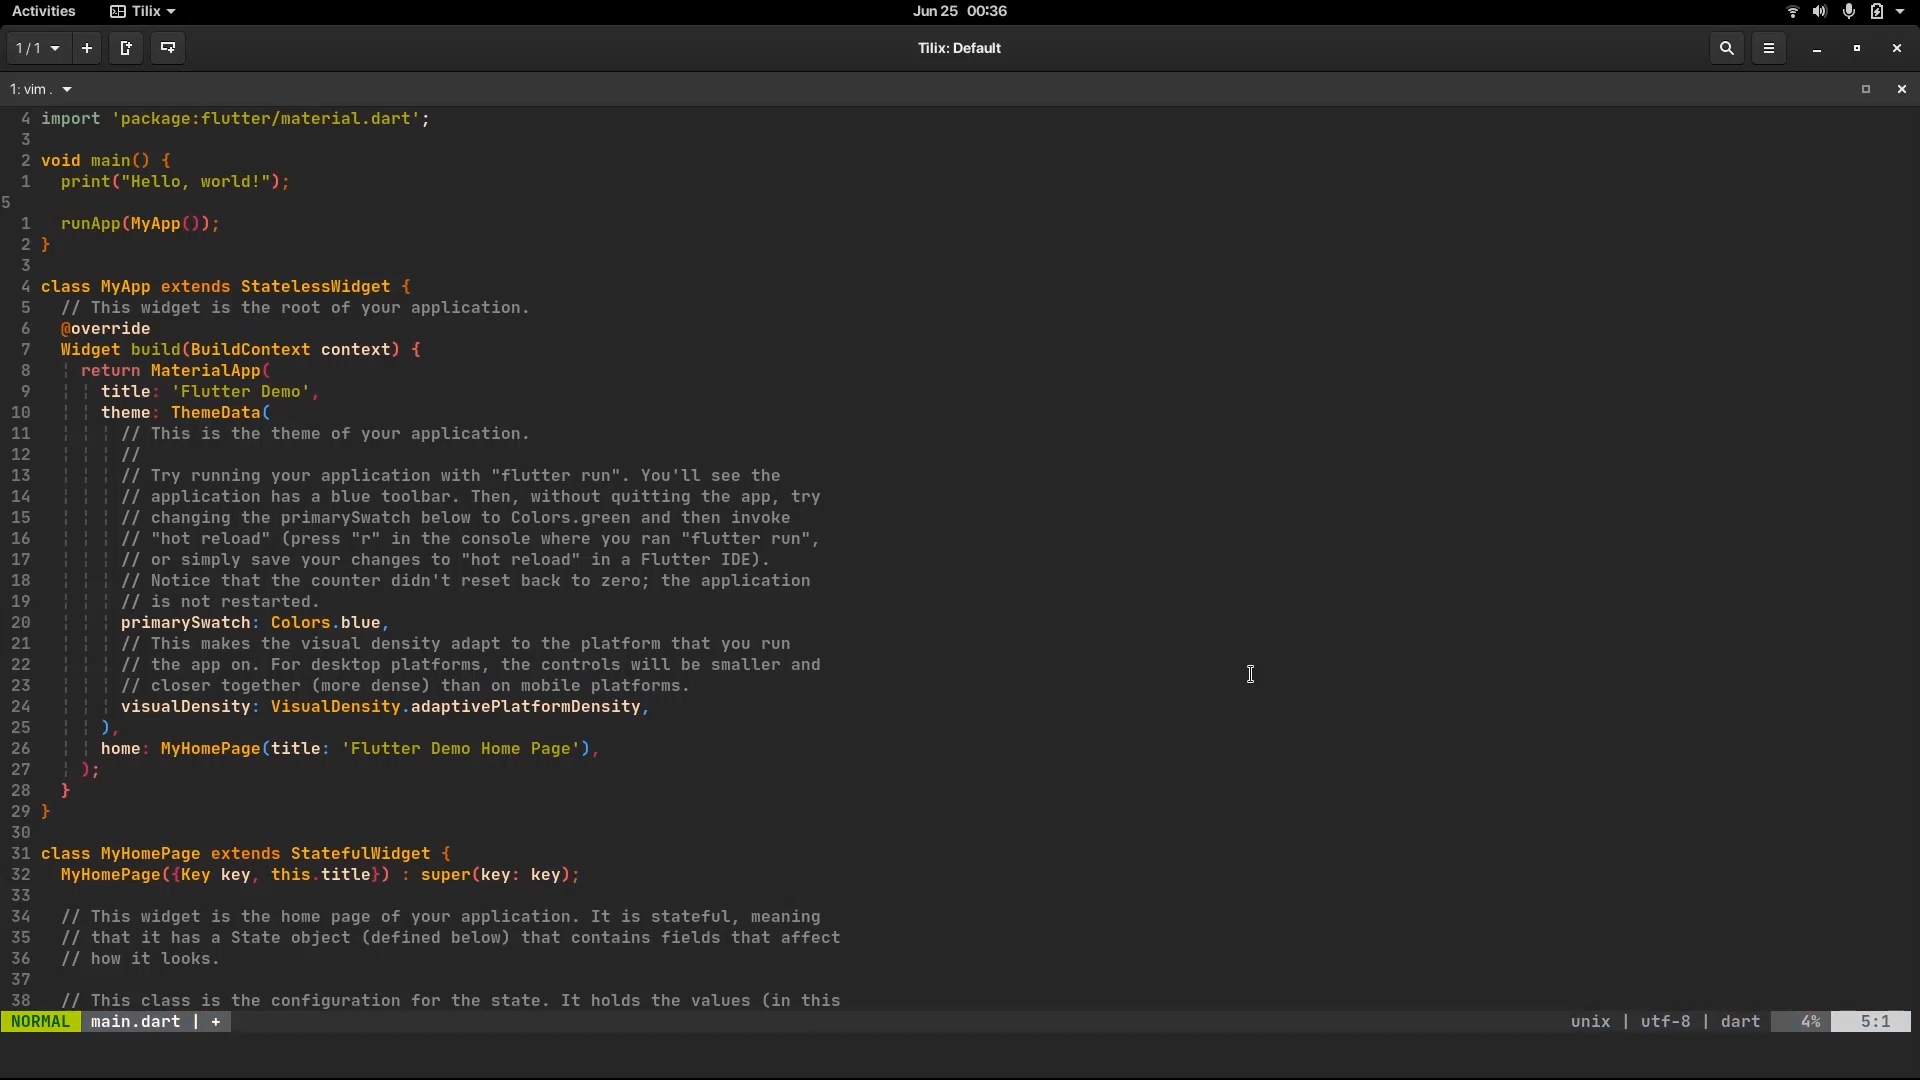 Activities Tilix Jun 25 00:36
1 / 1 Tilix: Default
1: vim .
4 import 'package:flutter/material.dart';
3
2 void main() {
1   print("Hello, world!");
5
1   runApp(MyApp());
2 }
3
4 class MyApp extends StatelessWidget {
5   // This widget is the root of your application.
6   @override
7   Widget build(BuildContext context) {
8     return MaterialApp(
9       title: 'Flutter Demo',
10       theme: ThemeData(
11         // This is the theme of your application.
12         //
13         // Try running your application with "flutter run". You'll see the
14         // application has a blue toolbar. Then, without quitting the app, try
15         // changing the primarySwatch below to Colors.green and then invoke
16         // "hot reload" (press "r" in the console where you ran "flutter run",
17         // or simply save your changes to "hot reload" in a Flutter IDE).
18         // Notice that the counter didn't reset back to zero; the application
19         // is not restarted.
20         primarySwatch: Colors.blue,
21         // This makes the visual density adapt to the platform that you run
22         // the app on. For desktop platforms, the controls will be smaller and
23         // closer together (more dense) than on mobile platforms.
24         visualDensity: VisualDensity.adaptivePlatformDensity,
25       ),
26       home: MyHomePage(title: 'Flutter Demo Home Page'),
27     );
28   }
29 }
30
31 class MyHomePage extends StatefulWidget {
32   MyHomePage({Key key, this.title}) : super(key: key);
33
34   // This widget is the home page of your application. It is stateful, meaning
35   // that it has a State object (defined below) that contains fields that affect
36   // how it looks.
37
38   // This class is the configuration for the state. It holds the values (in this
NORMAL main.dart | + unix | utf-8 | dart 4% 5:1